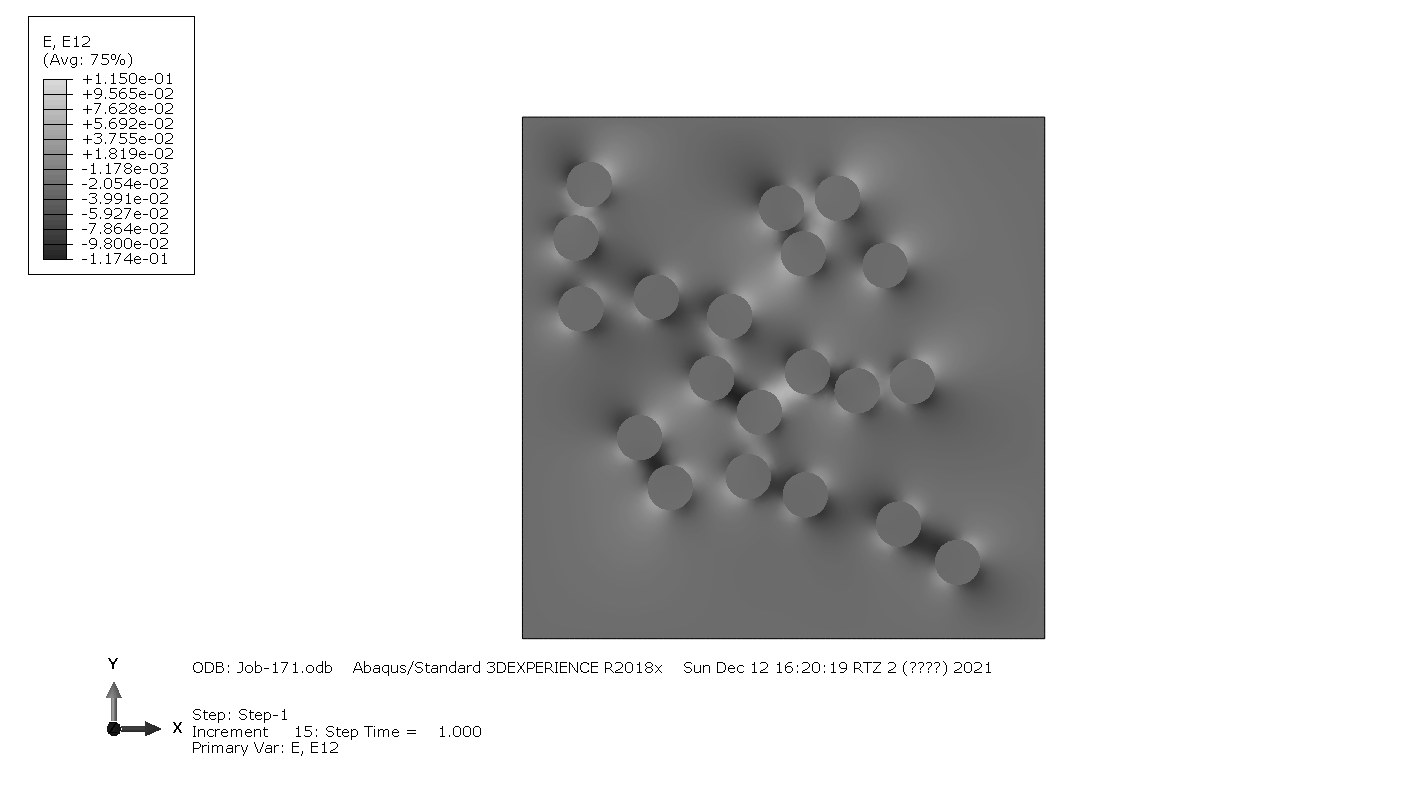 E, E12
(Avg: 75%)
+1.150e-01
+9.565e-02
+7.628e-02
+5.692e-02
+3.755e-02
+1.819e-02
-1.178e-03
-2.054e-02
-3.991e-02
-5.927e-02
-7.864e-02
-9.800e-02
-1.174e-01
Y
X
ODB: Job-171.odb Abaqus/Standard 3DEXPERIENCE R2018x Sun Dec 12 16:20:19 RTZ 2 (????) 2021
Step: Step-1
Increment 15: Step Time = 1.000
Primary Var: E, E12